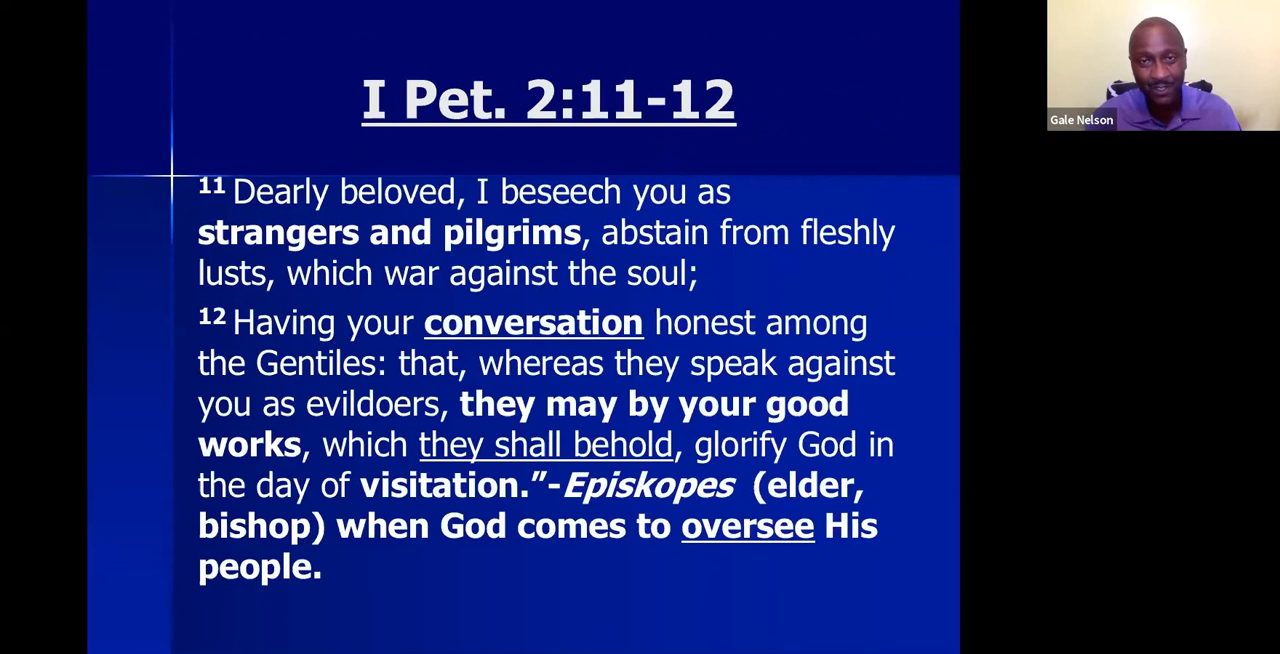 I Pet. 2:11-12
11 Dearly beloved, I beseech you as
strangers and pilgrims, abstain from fleshly
lusts, which war against the soul;
12 Having your conversation honest among
the Gentiles: that, whereas they speak against
you as evildoers, they may by your good
works, which they shall behold, glorify God in
the day of visitation.”-Episkopes (elder,
bishop) when God comes to oversee His
people.
Gale Nelson